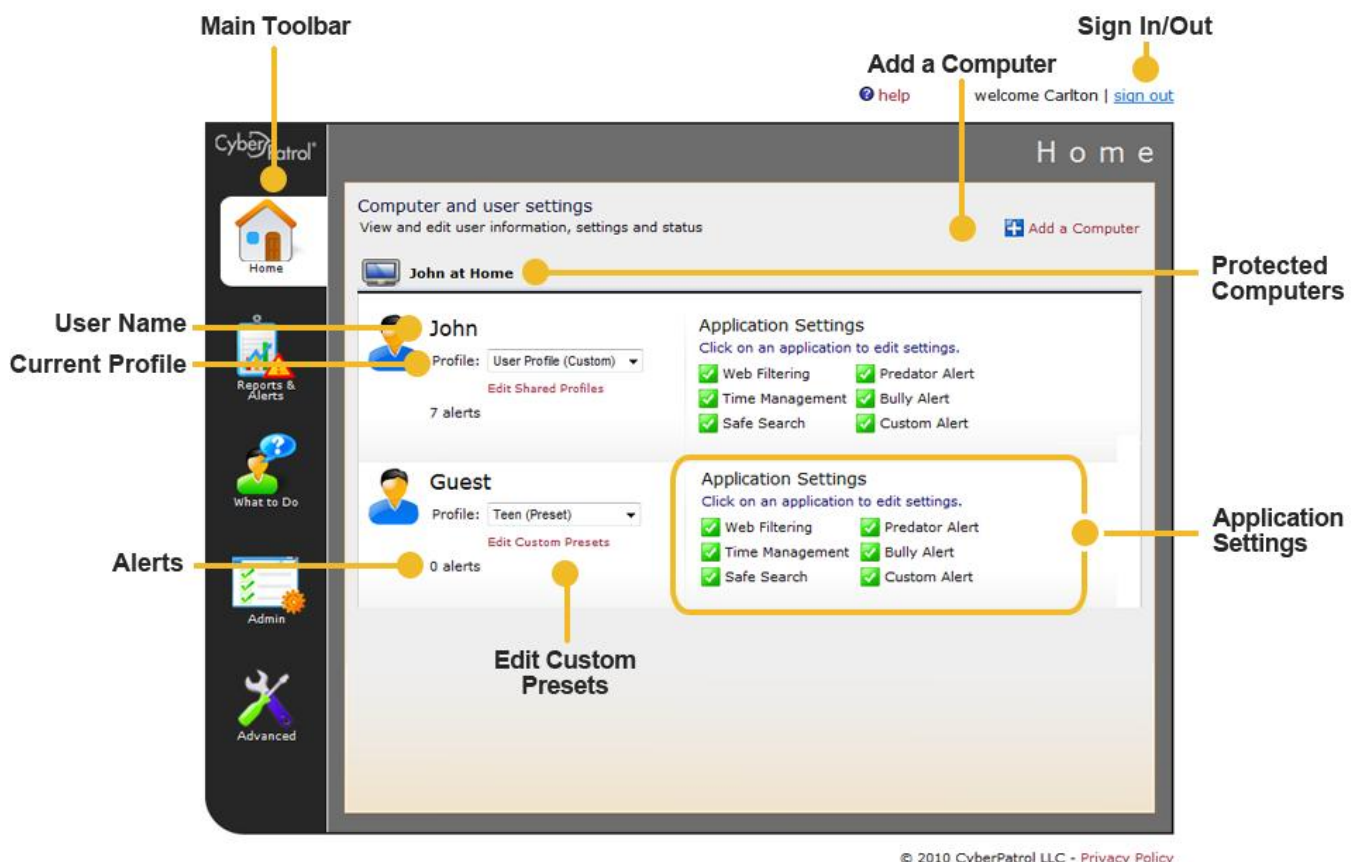 Main Toolbar
Sign In/Out
Add a Computer
help
welcome Carlton | sign out
CyberPatrol®
Home
Computer and user settings
View and edit user information, settings and status
Add a Computer
John at Home
Protected
Computers
Home
User Name
John
Current Profile
Profile: User Profile (Custom)
Edit Shared Profiles
7 alerts
Application Settings
Click on an application to edit settings.
Web Filtering
Predator Alert
Time Management
Bully Alert
Safe Search
Custom Alert
Reports &
Alerts
What to Do
Guest
Profile: Teen (Preset)
Edit Custom Presets
Alerts
0 alerts
Application Settings
Click on an application to edit settings.
Web Filtering
Predator Alert
Time Management
Bully Alert
Safe Search
Custom Alert
Application
Settings
Admin
Edit Custom
Presets
Advanced
© 2010 CyberPatrol LLC - Privacy Policy